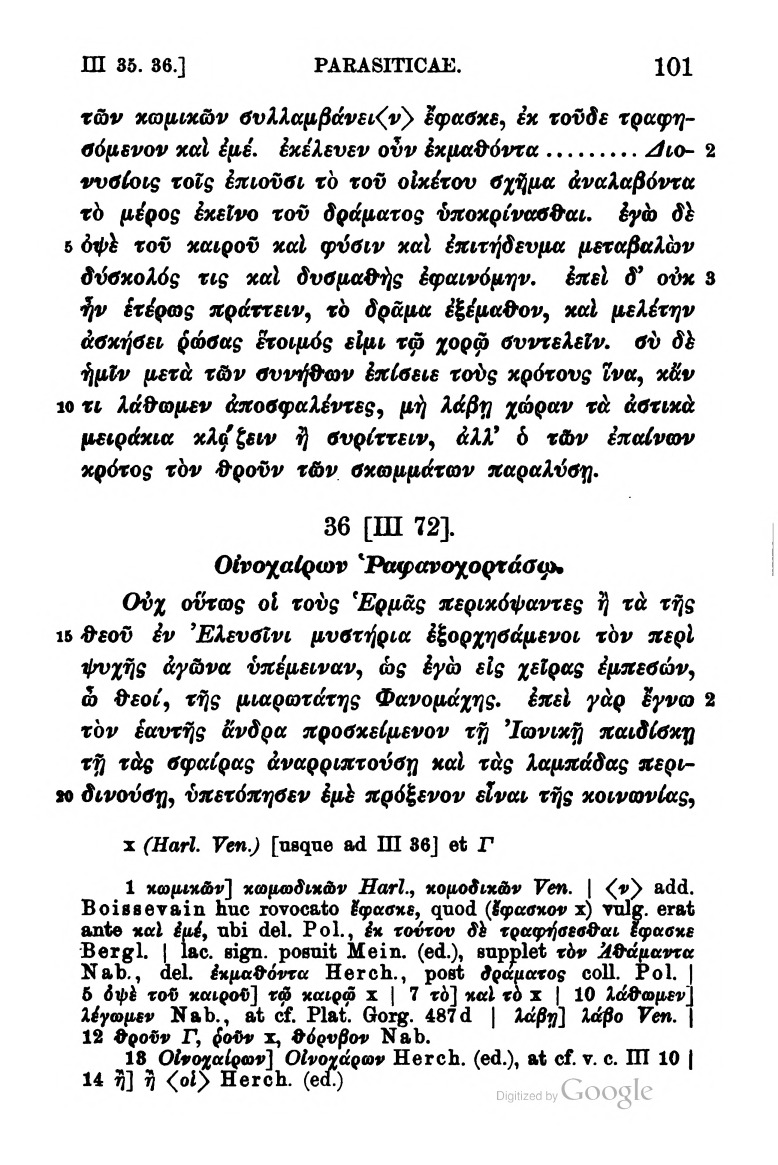 III 35. 36.] PARASITICAE. 101
τῶν κωμικῶν συλλαμβάνει⟨ν⟩ ἔφασκε, ἐκ τοῦδε τραφη-
σόμενον καὶ ἐμέ. ἐκέλευεν οὖν ἐκμαθόντα ......... Διο- 2
νυσίοις τοῖς ἐπιοῦσι τὸ τοῦ οἰκέτου σχῆμα ἀναλαβόντα
τὸ μέρος ἐκεῖνο τοῦ δράματος ὑποκρίνασθαι. ἐγὼ δὲ
5 ὀψὲ τοῦ καιροῦ καὶ φύσιν καὶ ἐπιτήδευμα μεταβαλὼν
δύσκολός τις καὶ δυσμαθὴς ἐφαινόμην. ἐπεὶ δ' οὐκ 3
ἦν ἑτέρως πράττειν, τὸ δρᾶμα ἐξέμαθον, καὶ μελέτην
ἀσκήσει ῥώσας ἕτοιμός εἰμι τῷ χορῷ συντελεῖν. σὺ δὲ
ἡμῖν μετὰ τῶν συνήθων ἐπίσειε τοὺς κρότους ἵνα, κἄν
10 τι λάθωμεν ἀποσφαλέντες, μὴ λάβῃ χώραν τὰ ἀστικὰ
μειράκια κλῴζειν ἢ συρίττειν, ἀλλ' ὁ τῶν ἐπαίνων
κρότος τὸν θροῦν τῶν σκωμμάτων παραλύσῃ.
36 [III 72].
Οἰνοχαίρων Ῥαφανοχορτάσῳ.
Οὐχ οὕτως οἱ τοὺς Ἑρμᾶς περικόψαντες ἢ τὰ τῆς
15 θεοῦ ἐν Ἐλευσῖνι μυστήρια ἐξορχησάμενοι τὸν περὶ
ψυχῆς ἀγῶνα ὑπέμειναν, ὡς ἐγὼ εἰς χεῖρας ἐμπεσών,
ὦ θεοί, τῆς μιαρωτάτης Φανομάχης. ἐπεὶ γὰρ ἔγνω 2
τὸν ἑαυτῆς ἄνδρα προσκείμενον τῇ Ἰωνικῇ παιδίσκῃ
τῇ τὰς σφαίρας ἀναρριπτούσῃ καὶ τὰς λαμπάδας περι-
20 δινούσῃ, ὑπετόπησεν ἐμὲ πρόξενον εἶναι τῆς κοινωνίας,
x (Harl. Ven.) [usque ad III 36] et Γ
1 κωμικῶν] κωμωδικῶν Harl., κομοδικῶν Ven. | ⟨ν⟩ add.
Boissevain huc rovocato ἔφασκε, quod (ἔφασκον x) vulg. erat
ante καὶ ἐμέ, ubi del. Pol., ἐκ τούτου δὲ τραφήσεσθαι ἔφασκε
Bergl. | lac. sign. posuit Mein. (ed.), supplet τὸν Ἀθάμαντα
Nab., del. ἐκμαθόντα Herch., post δράματος coll. Pol. |
5 ὀψὲ τοῦ καιροῦ] τῷ καιρῷ x | 7 τὸ] καὶ τὸ x | 10 λάθωμεν]
λέγωμεν Nab., at cf. Plat. Gorg. 487d | λάβῃ] λάβο Ven. |
12 θροῦν Γ, ῥοῦν x, θόρυβον Nab.
13 Οἰνοχαίρων] Οἰνοχάρων Herch. (ed.), at cf. v. c. III 10 |
14 ἢ] ἢ ⟨οἱ⟩ Herch. (ed.)
Digitized by Google